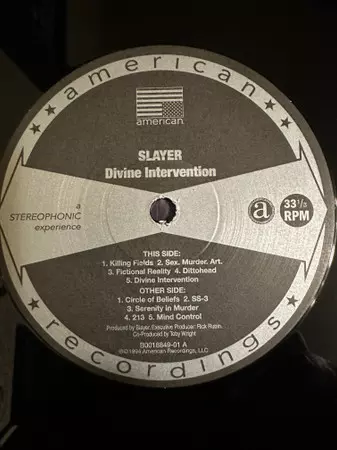 american
american
SLAYER
Divine Intervention
a
STEREOPHONIC
experience
a
33 1/3
RPM
THIS SIDE:
1. Killing Fields 2. Sex. Murder. Art.
3. Fictional Reality 4. Dittohead
5. Divine Intervention
OTHER SIDE:
1. Circle of Beliefs 2. SS-3
3. Serenity in Murder
4. 213 5. Mind Control
Produced by Slayer. Executive Producer: Rick Rubin.
Co-Produced by Toby Wright
B0018849-01 A
American Recordings, LLC
recordings